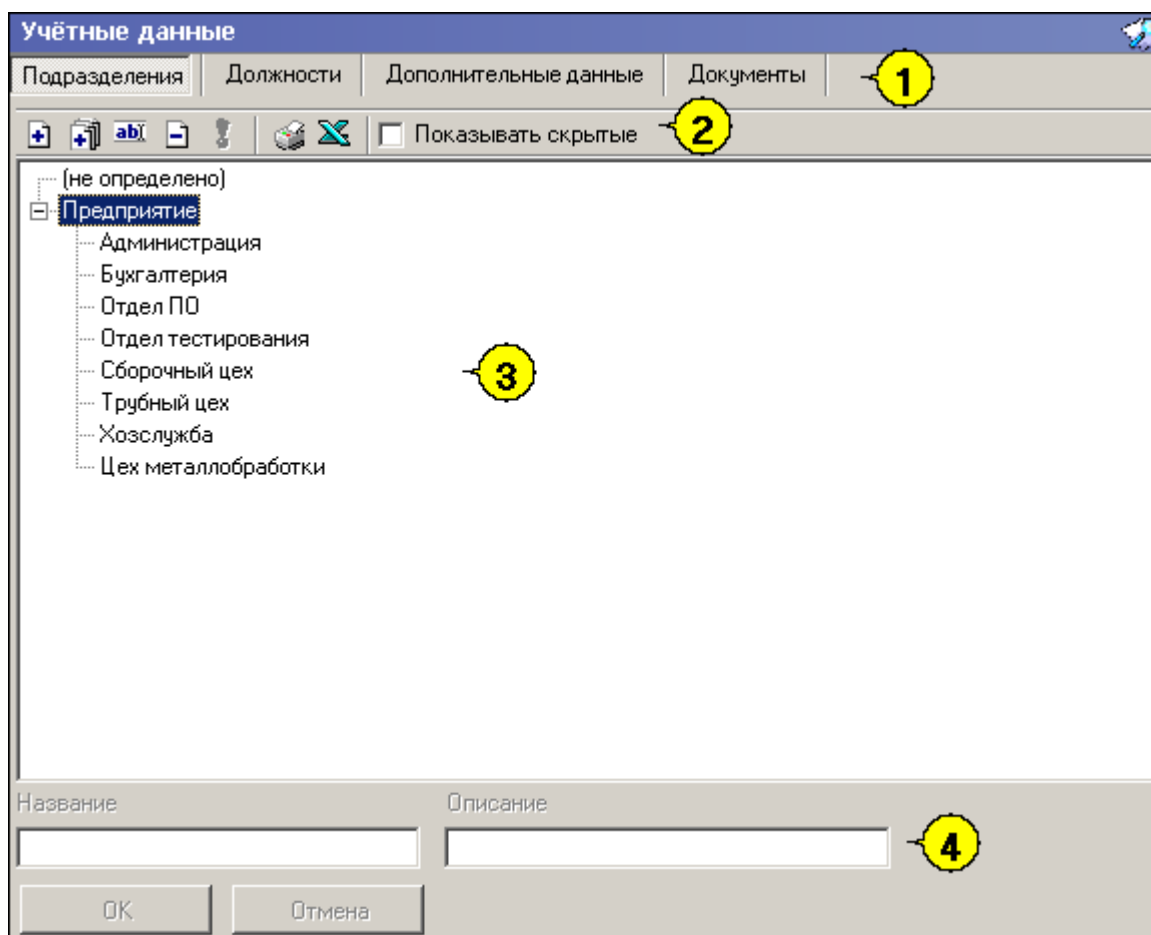 Учётные данные
Подразделения Должности Дополнительные данные Документы 1
abI Показывать скрытые 2
(не определено)
Предприятие
Администрация
Бухгалтерия
Отдел ПО
Отдел тестирования
Сборочный цех 3
Трубный цех
Хозслужба
Цех металлобработки
Название Описание
4
OK Отмена